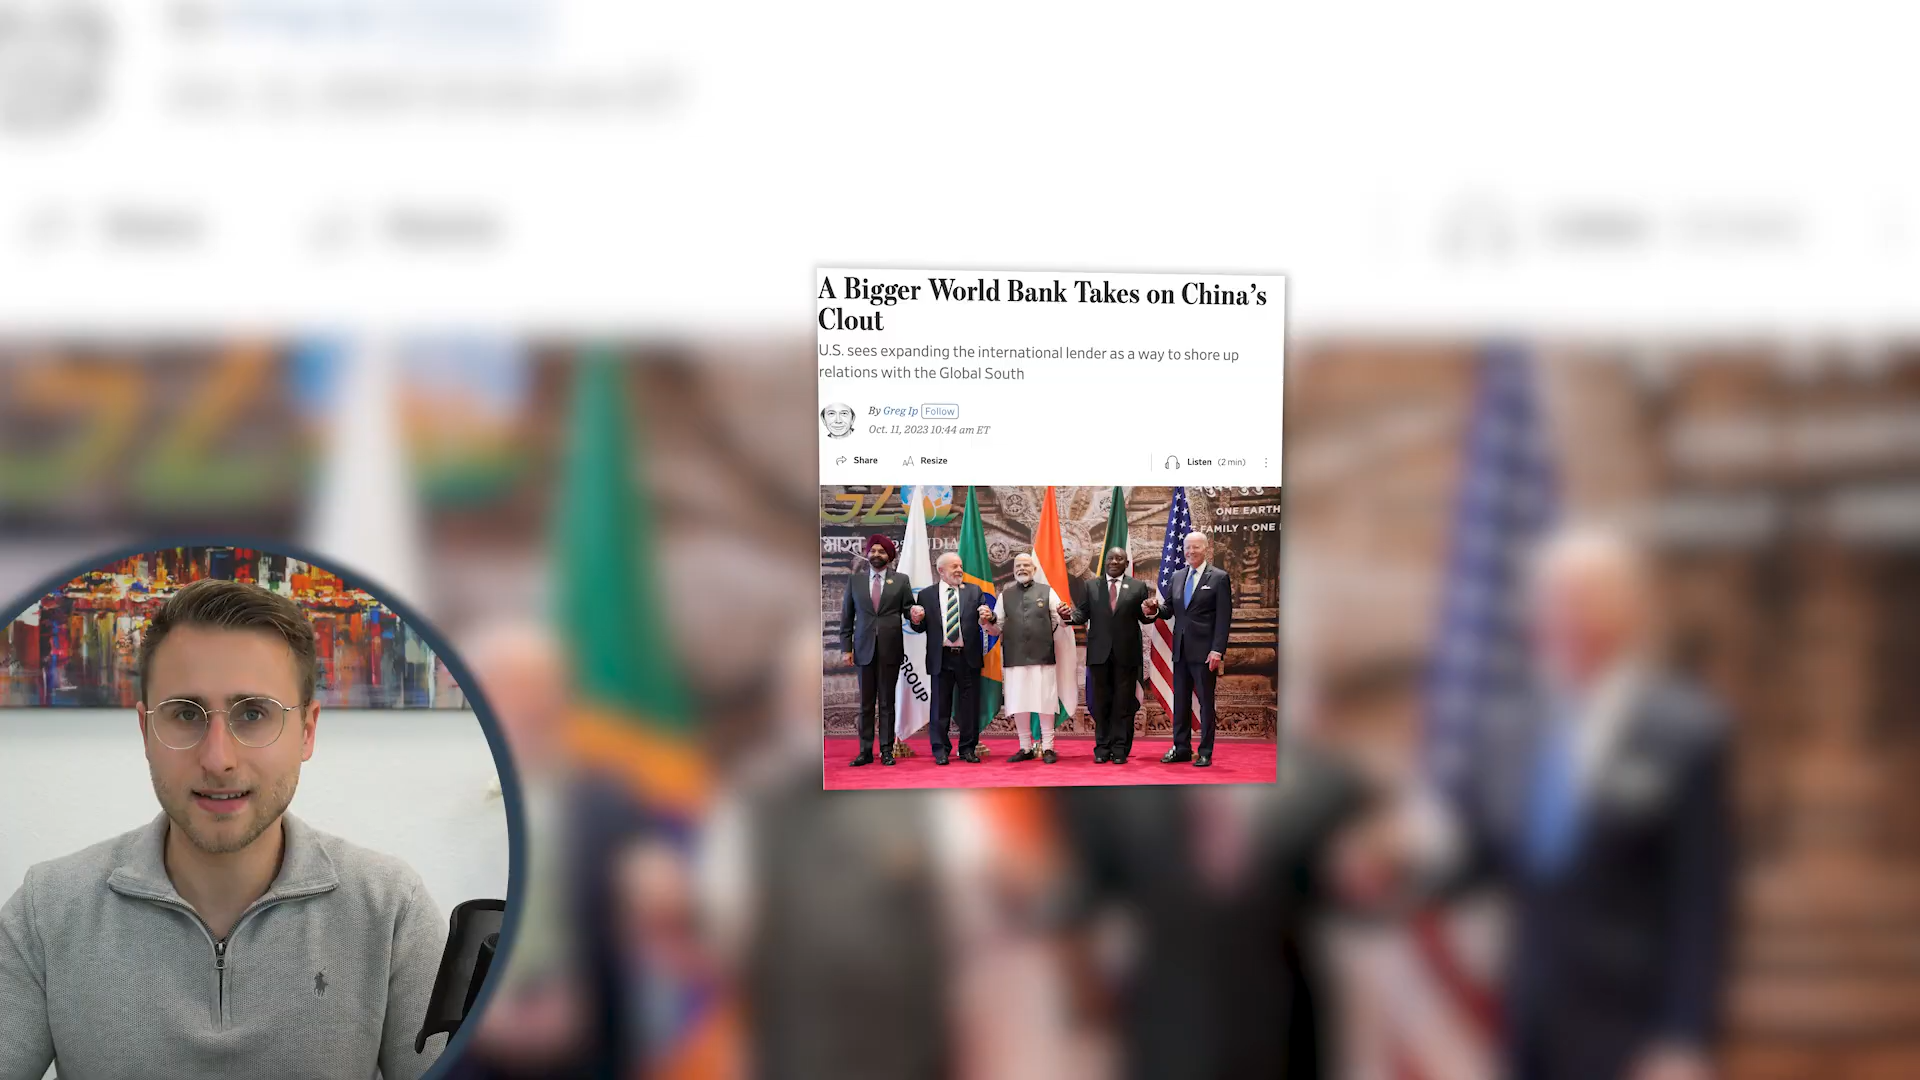 A Bigger World Bank Takes on China's
Clout
U.S. sees expanding the international lender as a way to shore up
relations with the Global South
By Greg Ip Follow
Oct. 11, 2023 10:44 am ET
Share Resize Listen (2 min)
ONE EARTH
FAMILY • ONE
भारत
GROUP